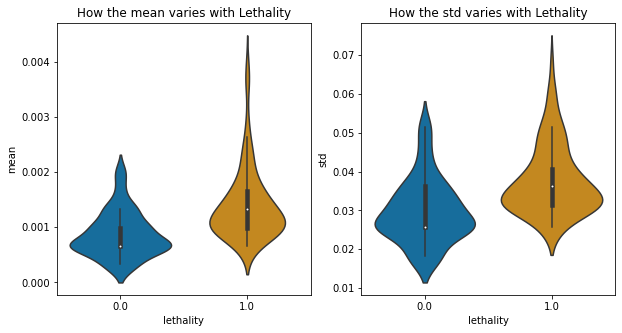 How the mean varies with Lethality
mean
0.004
0.003
0.002
0.001
0.000
0.0 1.0
lethality
How the std varies with Lethality
std
0.07
0.06
0.05
0.04
0.03
0.02
0.01
0.0 1.0
lethality